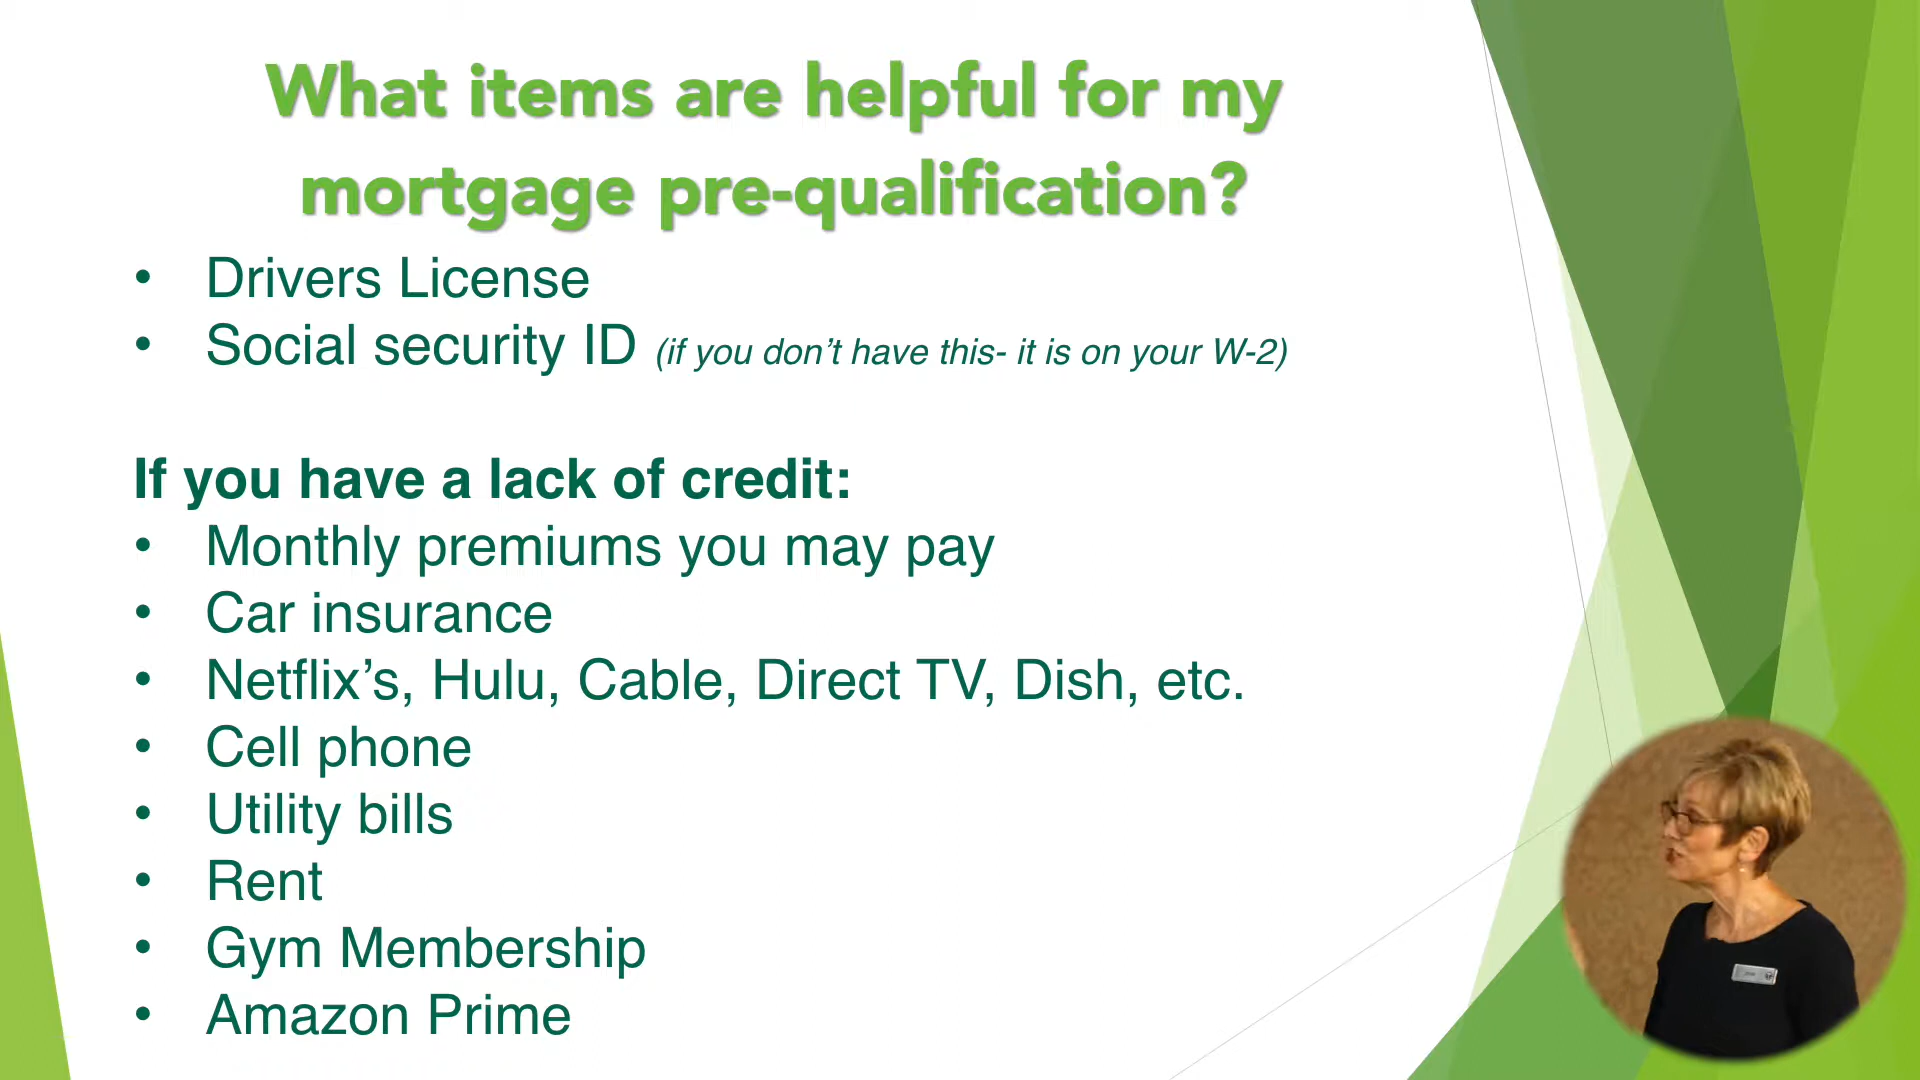 What items are helpful for my
mortgage pre-qualification?
• Drivers License
• Social security ID (if you don’t have this- it is on your W-2)
If you have a lack of credit:
• Monthly premiums you may pay
• Car insurance
• Netflix’s, Hulu, Cable, Direct TV, Dish, etc.
• Cell phone
• Utility bills
• Rent
• Gym Membership
• Amazon Prime